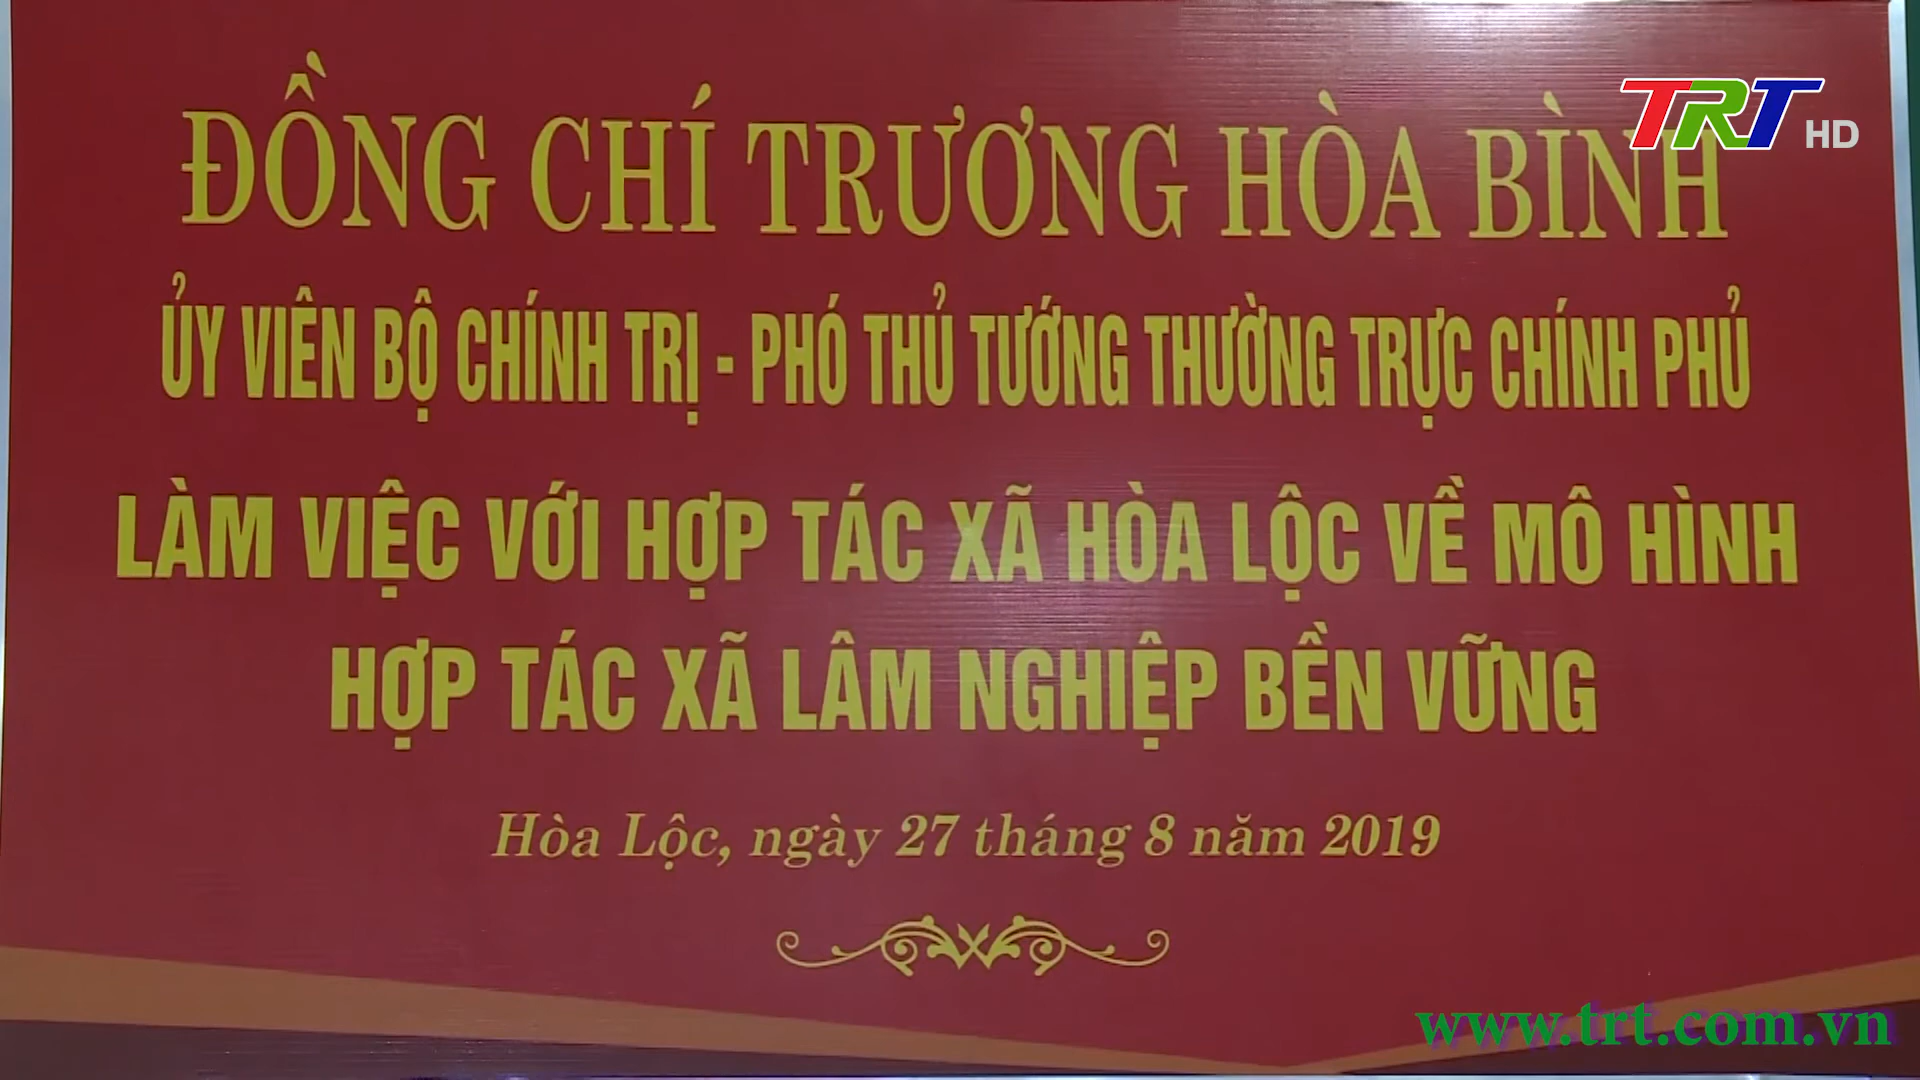 TRT HD
ĐỒNG CHÍ TRƯƠNG HÒA BÌNH
ỦY VIÊN BỘ CHÍNH TRỊ - PHÓ THỦ TƯỚNG THƯỜNG TRỰC CHÍNH PHỦ
LÀM VIỆC VỚI HỢP TÁC XÃ HÒA LỘC VỀ MÔ HÌNH
HỢP TÁC XÃ LÂM NGHIỆP BỀN VỮNG
Hòa Lộc, ngày 27 tháng 8 năm 2019
www.trt.com.vn